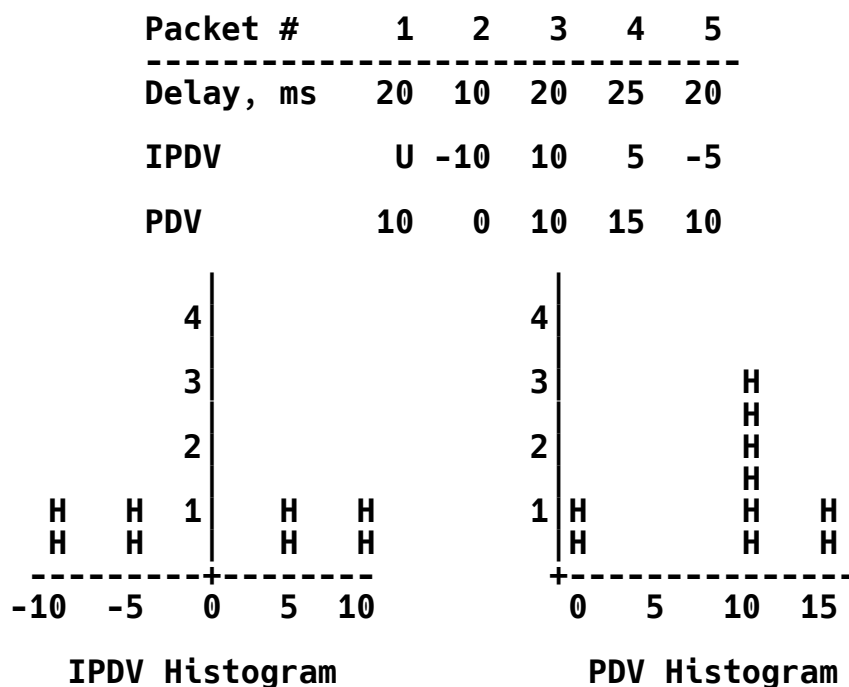 Packet #     1    2    3    4    5
-------------------------------
Delay, ms   20   10   20   25   20
IPDV         U  -10   10    5   -5
PDV         10    0   10   15   10
|                 |
4|                4|
|                 |
3|                3|         H
|                 |          H
2|                2|         H
|                 |          H
H   H  1|   H   H        1|H        H   H
H   H   |   H   H         |H        H   H
---------+---------         +---------------
-10  -5    0   5  10          0   5   10  15
IPDV Histogram             PDV Histogram